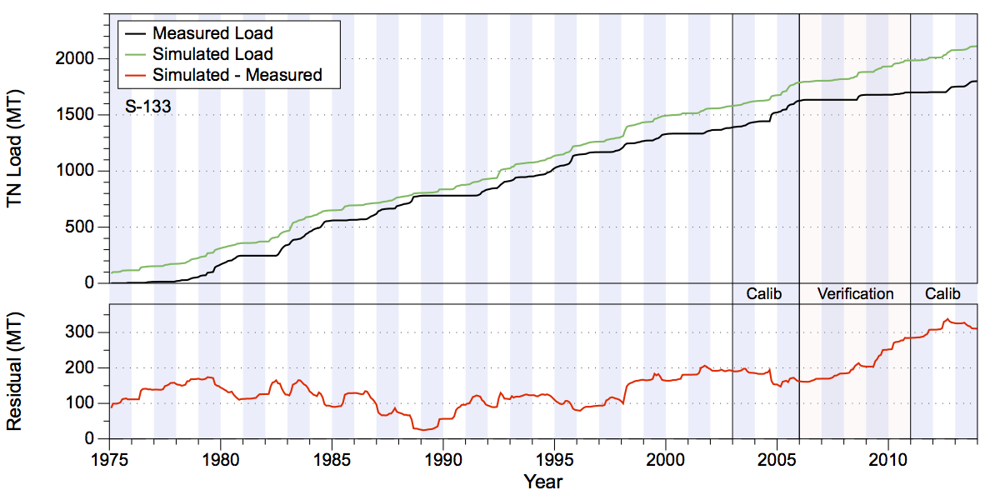 Measured Load
Simulated Load
Simulated - Measured
S-133
TN Load (MT)
2000
1500
1000
500
0
Calib
Verification
Calib
Residual (MT)
300
200
100
0
1975
1980
1985
1990
1995
2000
2005
2010
Year